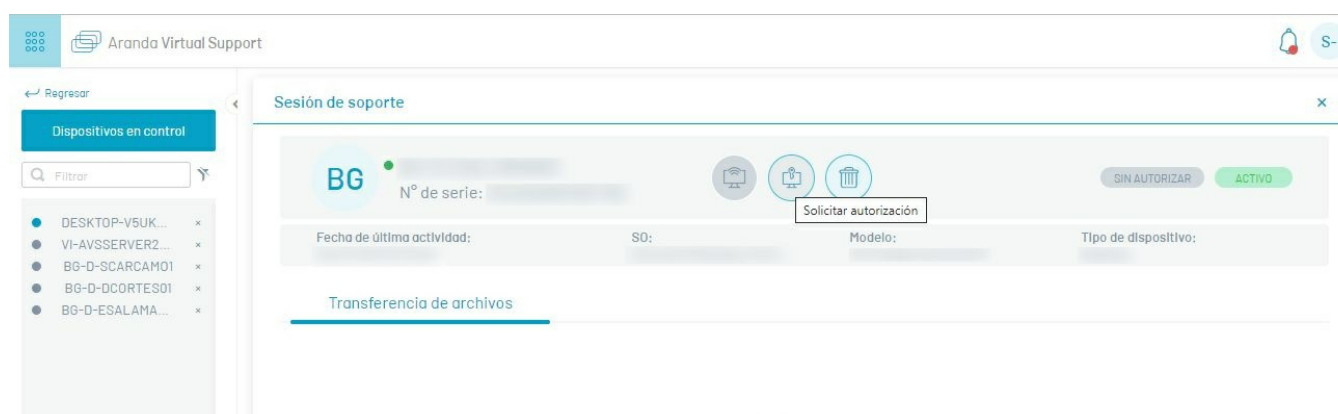 Aranda Virtual Support
S-
Regresar
Dispositivos en control
Filtrar
DESKTOP-V5UK... ×
VI-AVSSERVER2... ×
BG-D-SCARCAM01 ×
BG-D-DCORTES01 ×
BG-D-ESALAMA... ×
Sesión de soporte ×
BG
N° de serie:
Solicitar autorización
SIN AUTORIZAR ACTIVO
Fecha de última actividad: SO: Modelo: Tipo de dispositivo:
Transferencia de archivos